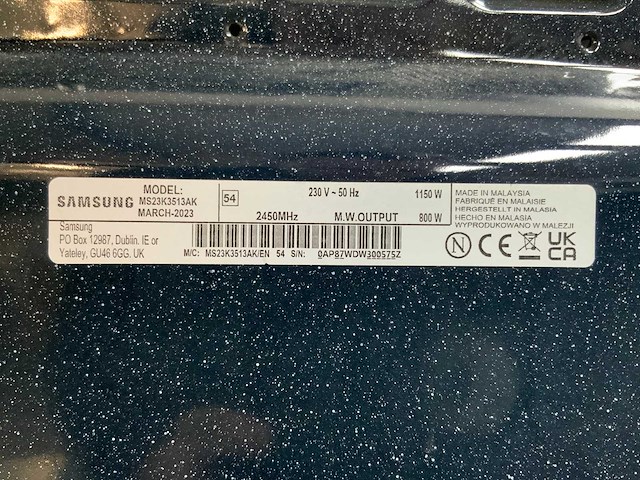 SAMSUNG
MODEL:
MS23K3513AK
MARCH-2023
54
230 V ~ 50 Hz 1150 W
2450MHz M.W.OUTPUT 800 W
MADE IN MALAYSIA
FABRIQUÉ EN MALAISIE
HERGESTELLT IN MALAYSIA
HECHO EN MALASIA
WYPRODUKOWANO W MALEZJI
Samsung
PO Box 12987, Dublin. IE or
Yateley, GU46 6GG. UK
M/C: MS23K3513AK/EN 54 S/N: 0AP87WDW300575Z
N CE UK
CA